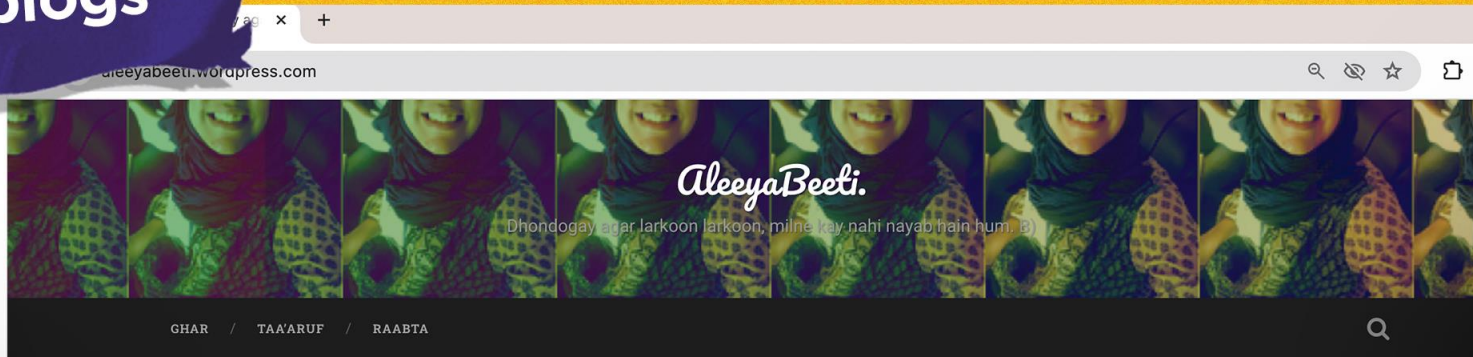 blogs
aleeyabeeti.wordpress.com
AleeyaBeeti.
Dhondogay agar larkoon larkoon, milne kay nahi nayab hain hum. B)
GHAR / TAA'ARUF / RAABTA